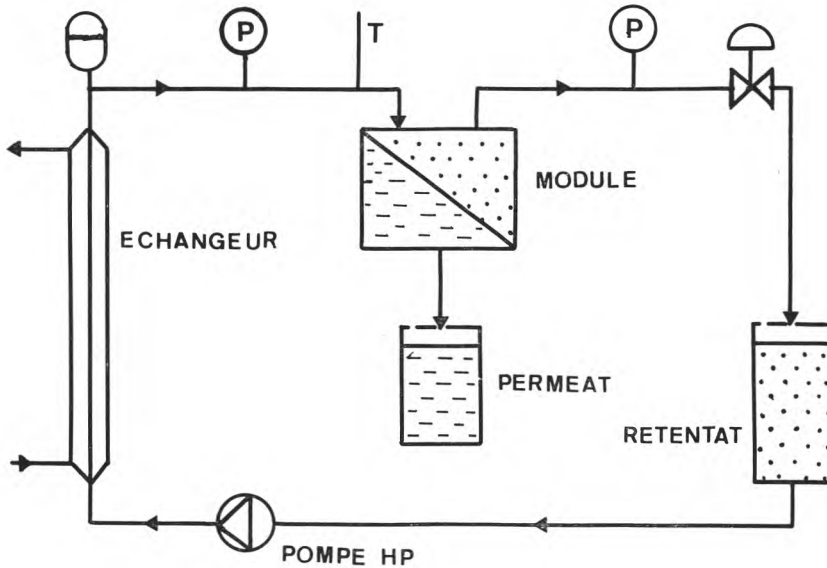 P
T
P
MODULE
ECHANGEUR
PERMEAT
RETENTAT
POMPE HP